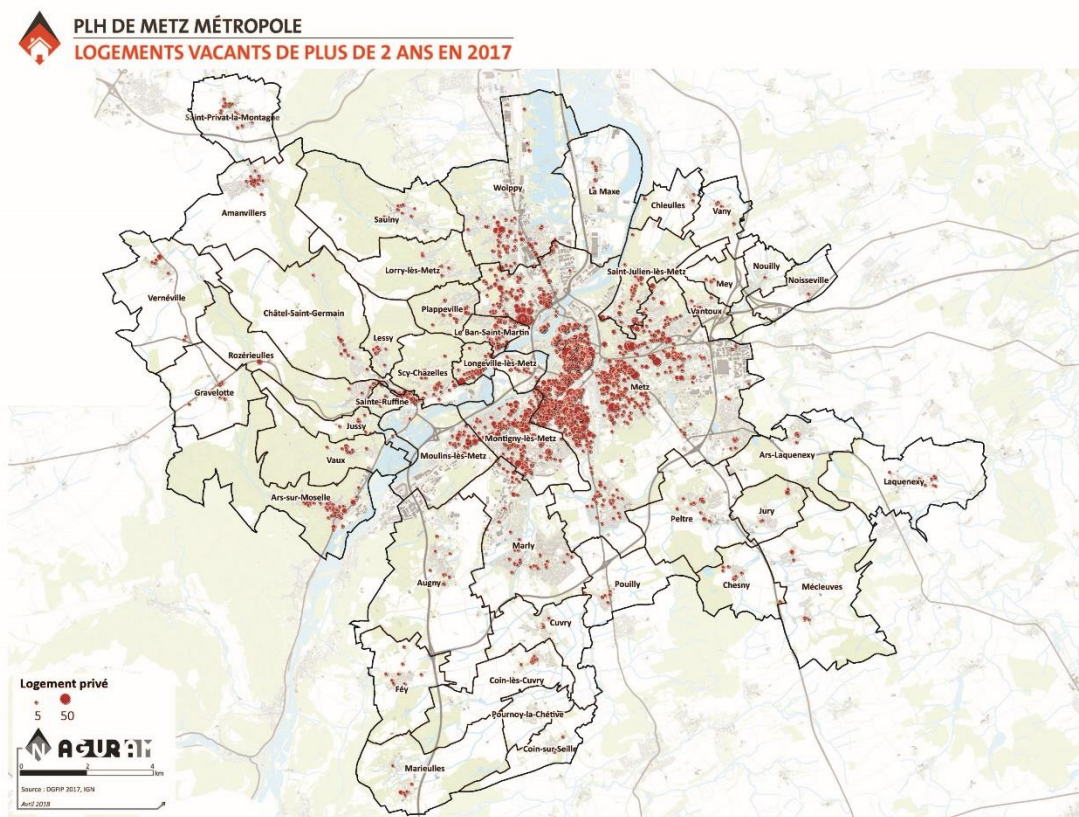 PLH DE METZ MÉTROPOLE
LOGEMENTS VACANTS DE PLUS DE 2 ANS EN 2017
Saint-Privat-la-Montagne
Amanvillers
Saulny
Woippy
La Maxe
Chieulles
Vany
Lorry-lès-Metz
Saint-Julien-lès-Metz
Mey
Nouilly
Noisseville
Vernéville
Châtel-Saint-Germain
Plappeville
Vantoux
Le Ban-Saint-Martin
Lessy
Rozérieulles
Scy-Chazelles
Longeville-lès-Metz
Metz
Gravelotte
Sainte-Ruffine
Jussy
Montigny-lès-Metz
Vaux
Moulins-lès-Metz
Ars-Laquenexy
Laquenexy
Ars-sur-Moselle
Peltre
Jury
Marly
Augny
Pouilly
Chesny
Mécleuves
Cuvry
Féy
Coin-lès-Cuvry
Pournoy-la-Chétive
Coin-sur-Seille
Marieulles
Logement privé
5 50
N AGURAM
0 2 4
km
Source : DGFIP 2017, IGN
Avril 2018